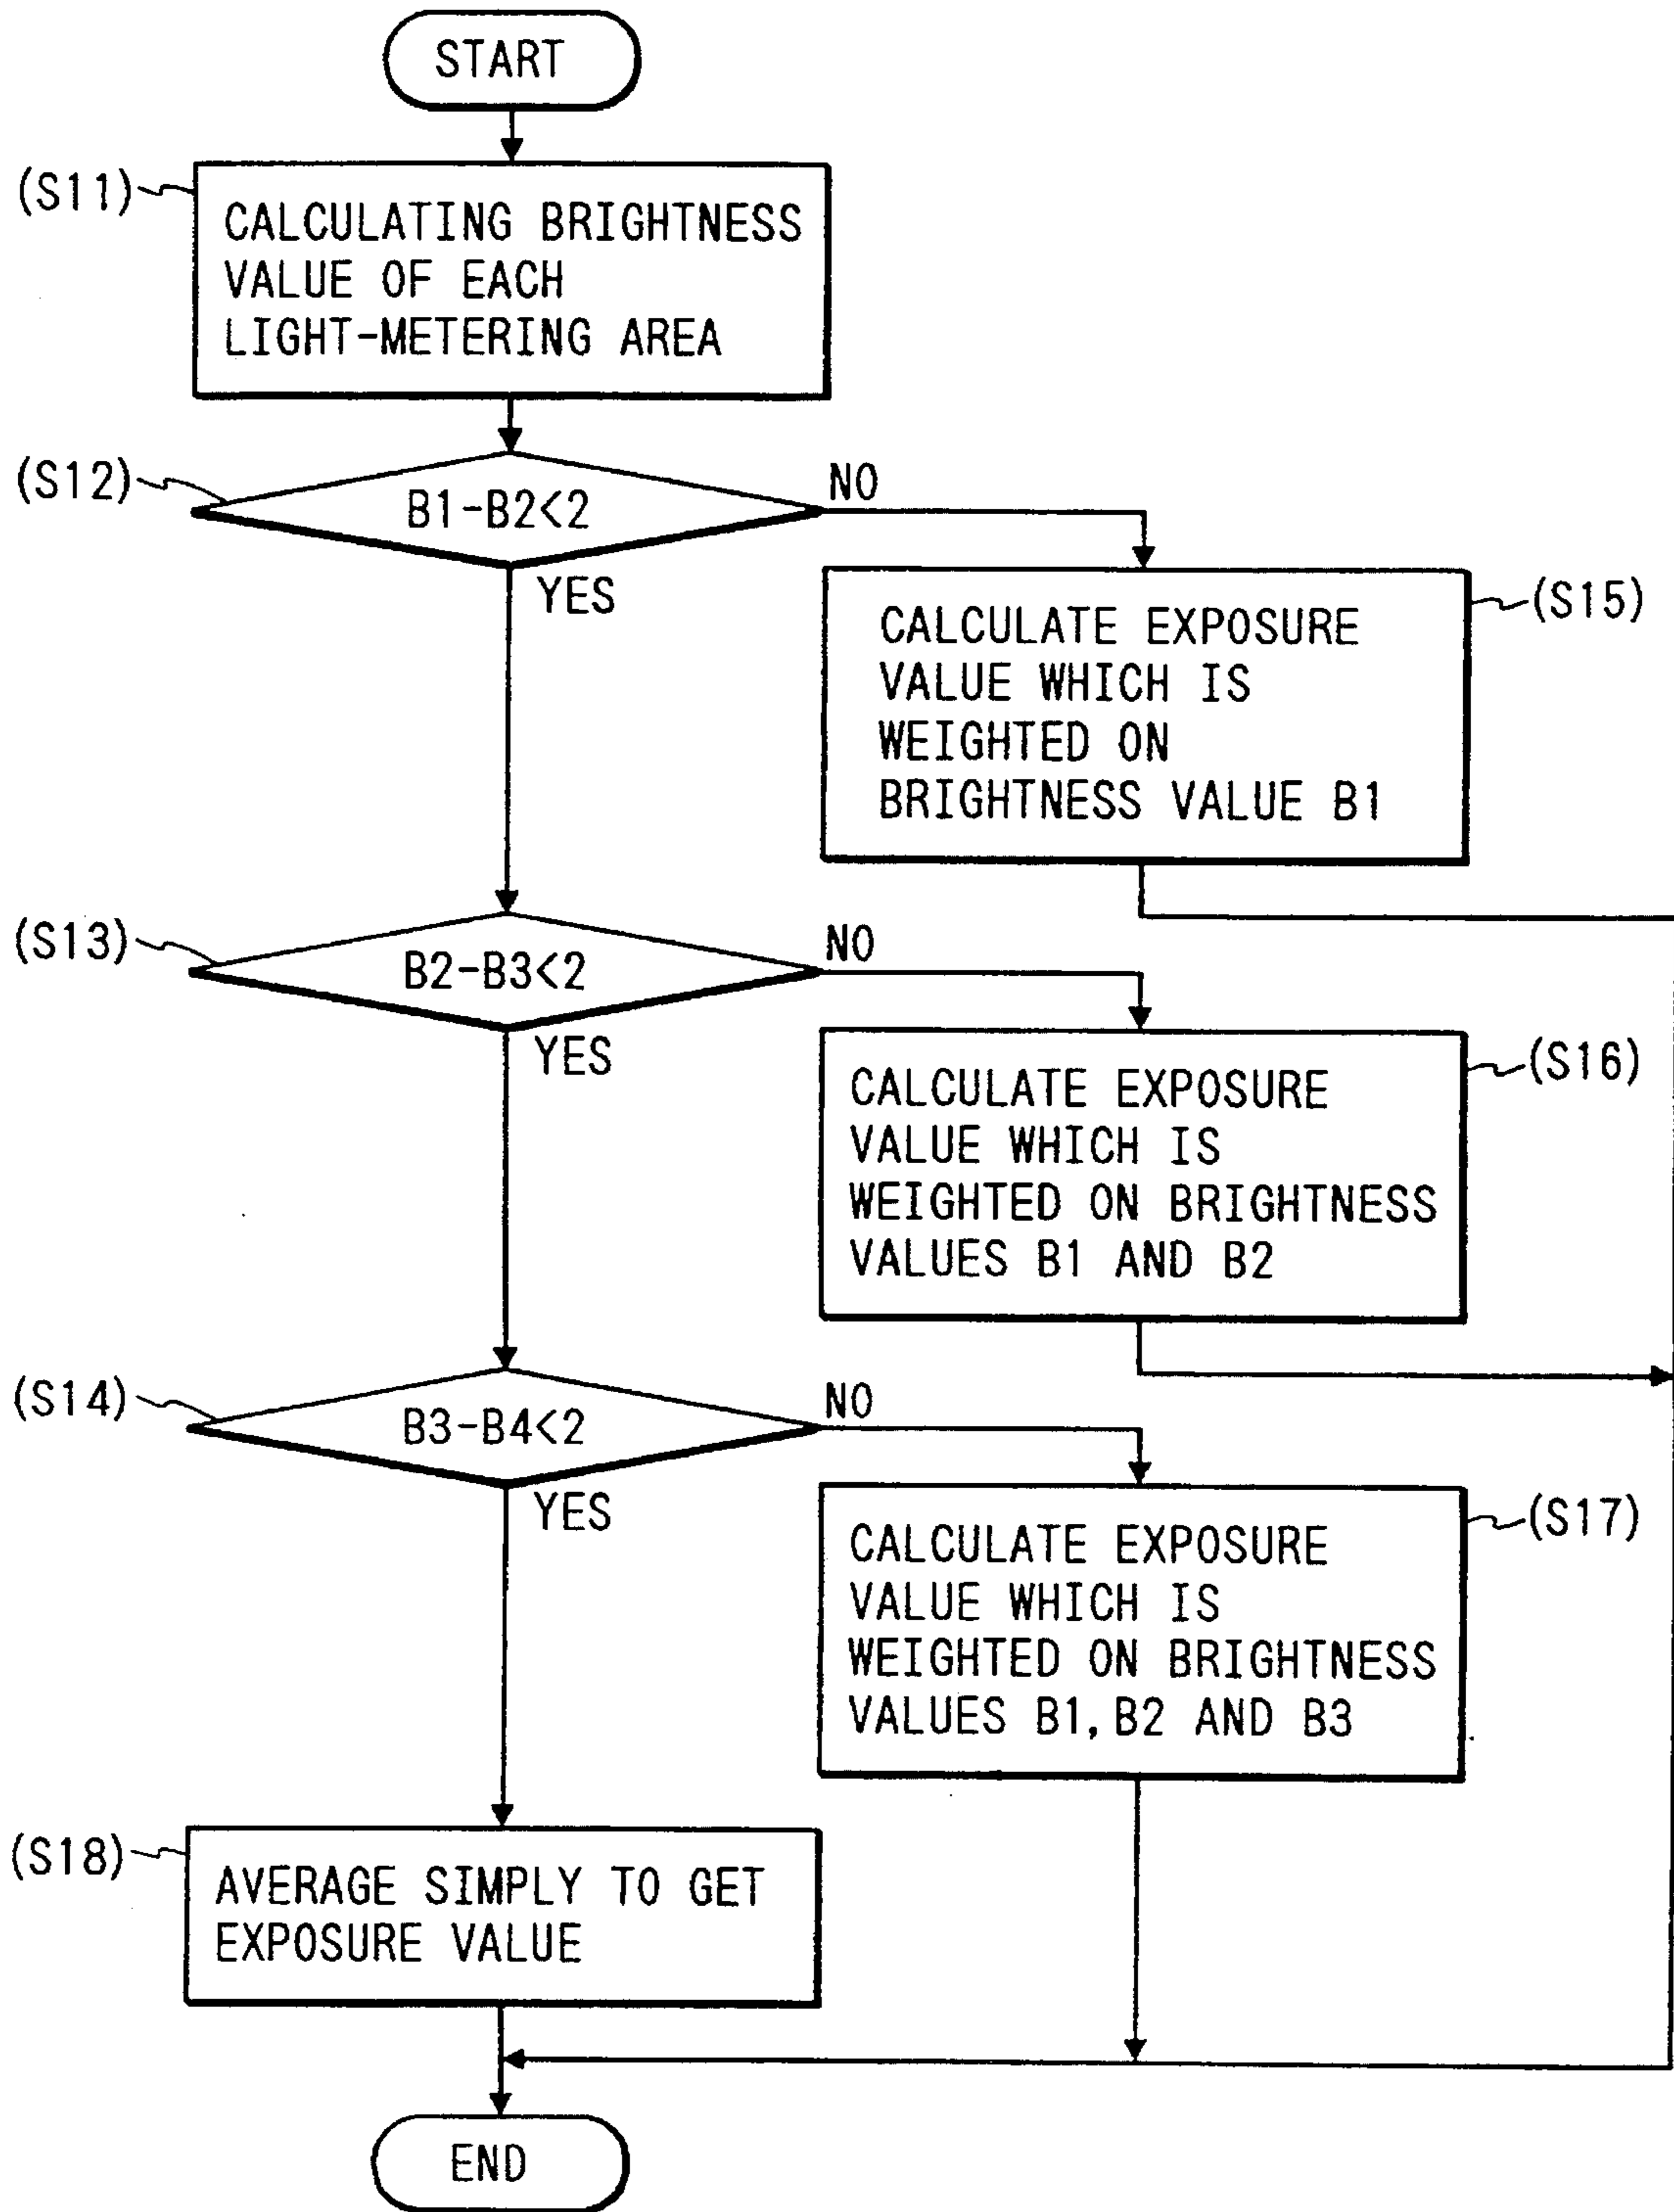 START
(S11)
CALCULATING BRIGHTNESS
VALUE OF EACH
LIGHT-METERING AREA
(S12)
B1-B2<2
NO
YES
(S15)
CALCULATE EXPOSURE
VALUE WHICH IS
WEIGHTED ON
BRIGHTNESS VALUE B1
(S13)
B2-B3<2
NO
YES
(S16)
CALCULATE EXPOSURE
VALUE WHICH IS
WEIGHTED ON BRIGHTNESS
VALUES B1 AND B2
(S14)
B3-B4<2
NO
YES
(S17)
CALCULATE EXPOSURE
VALUE WHICH IS
WEIGHTED ON BRIGHTNESS
VALUES B1, B2 AND B3
(S18)
AVERAGE SIMPLY TO GET
EXPOSURE VALUE
END